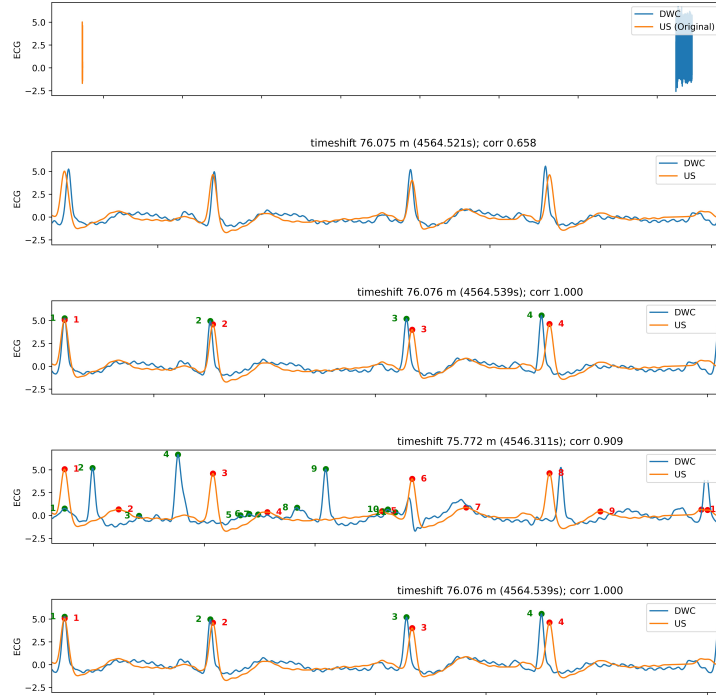 5.0
2.5
0.0
−2.5
ECG
DWC
US (Original)
timeshift 76.075 m (4564.521s); corr 0.658
5.0
2.5
0.0
−2.5
ECG
DWC
US
timeshift 76.076 m (4564.539s); corr 1.000
5.0
2.5
0.0
−2.5
ECG
1 1 2 2 3 3 4 4
DWC
US
timeshift 75.772 m (4546.311s); corr 0.909
5.0
2.5
0.0
−2.5
ECG
1 1 2 4 3 9 6 8
1 2 3 5 6 7 4 8 10 5 7 9 1
DWC
US
timeshift 76.076 m (4564.539s); corr 1.000
5.0
2.5
0.0
−2.5
ECG
1 1 2 2 3 3 4 4
DWC
US